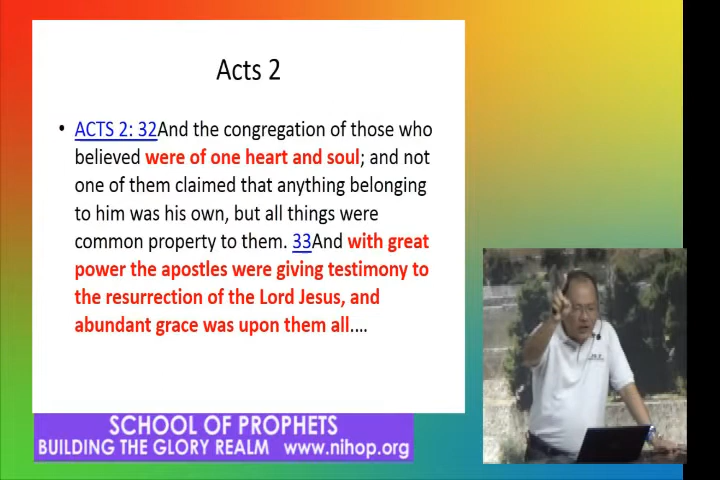 Acts 2
• ACTS 2: 32And the congregation of those who
believed were of one heart and soul; and not
one of them claimed that anything belonging
to him was his own, but all things were
common property to them. 33And with great
power the apostles were giving testimony to
the resurrection of the Lord Jesus, and
abundant grace was upon them all....
SCHOOL OF PROPHETS
BUILDING THE GLORY REALM www.nihop.org